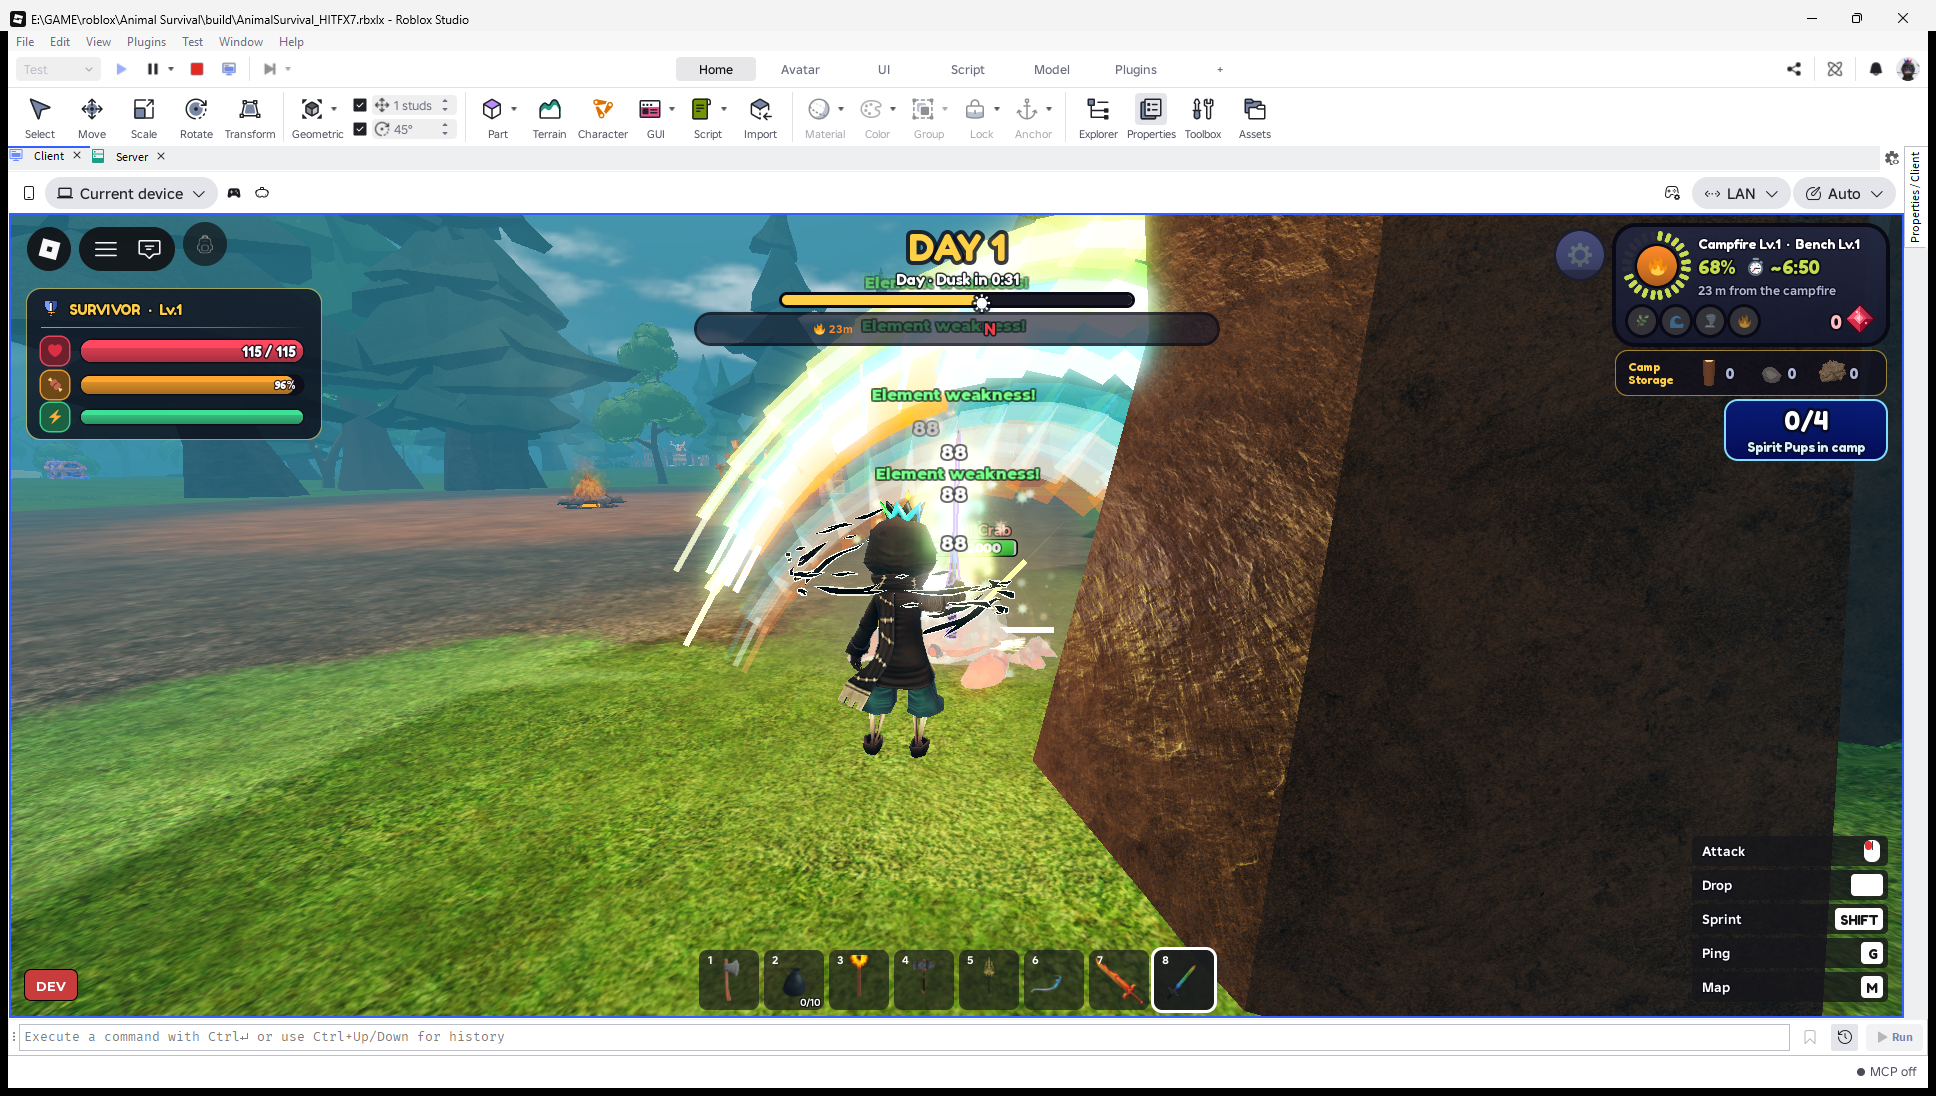 E:\GAME\roblox\Animal Survival\build\AnimalSurvival_HITFX7.rbxlx - Roblox Studio
File Edit View Plugins Test Window Help
Test
Home Avatar UI Script Model Plugins +
1 studs
45°
Select Move Scale Rotate Transform Geometric Part Terrain Character GUI Script Import Material Color Group Lock Anchor Explorer Properties Toolbox Assets
Client Server
Properties / Client
Current device
LAN
Auto
DAY 1
Day · Dusk in 0:31
N
23m
Element weakness!
Element weakness!
88
88
Element weakness!
88
88
Crab
SURVIVOR · Lv.1
115 / 115
96%
Campfire Lv.1 · Bench Lv.1
68% ~6:50
23 m from the campfire
0
Camp Storage
0 0 0
0/4
Spirit Pups in camp
Attack
Drop
Sprint SHIFT
Ping G
Map M
DEV
1 2 3 4 5 6 7 8
0/10
Execute a command with Ctrl↵ or use Ctrl+Up/Down for history
Run
MCP off